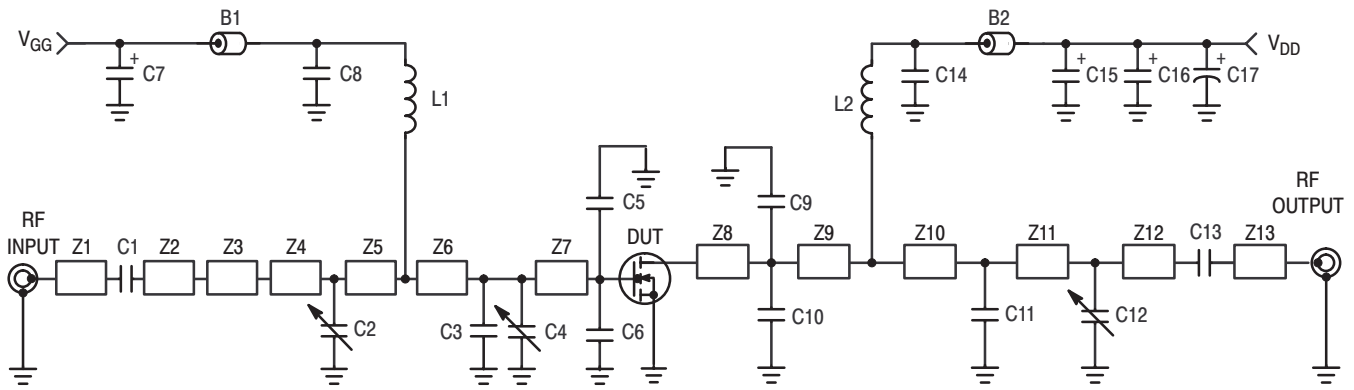 B1
B2
VGG
VDD
+
C7
C8
L1
C14
+
C15
+
C16
+
C17
L2
C5
C9
RF
INPUT
RF
OUTPUT
Z1
C1
Z2
Z3
Z4
Z5
Z6
Z7
DUT
Z8
Z9
Z10
Z11
Z12
C13
Z13
C2
C3
C4
C6
C10
C11
C12